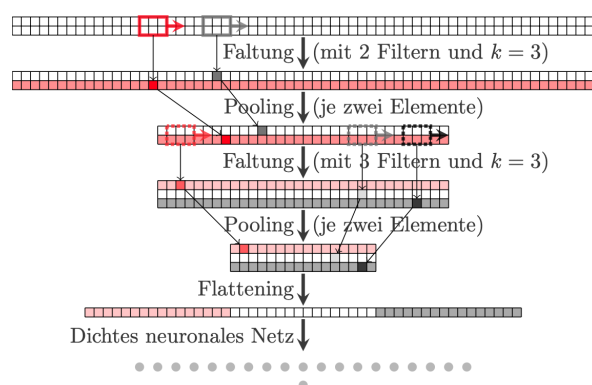 Faltung (mit 2 Filtern und k = 3)
Pooling (je zwei Elemente)
Faltung (mit 3 Filtern und k = 3)
Pooling (je zwei Elemente)
Flattening
Dichtes neuronales Netz